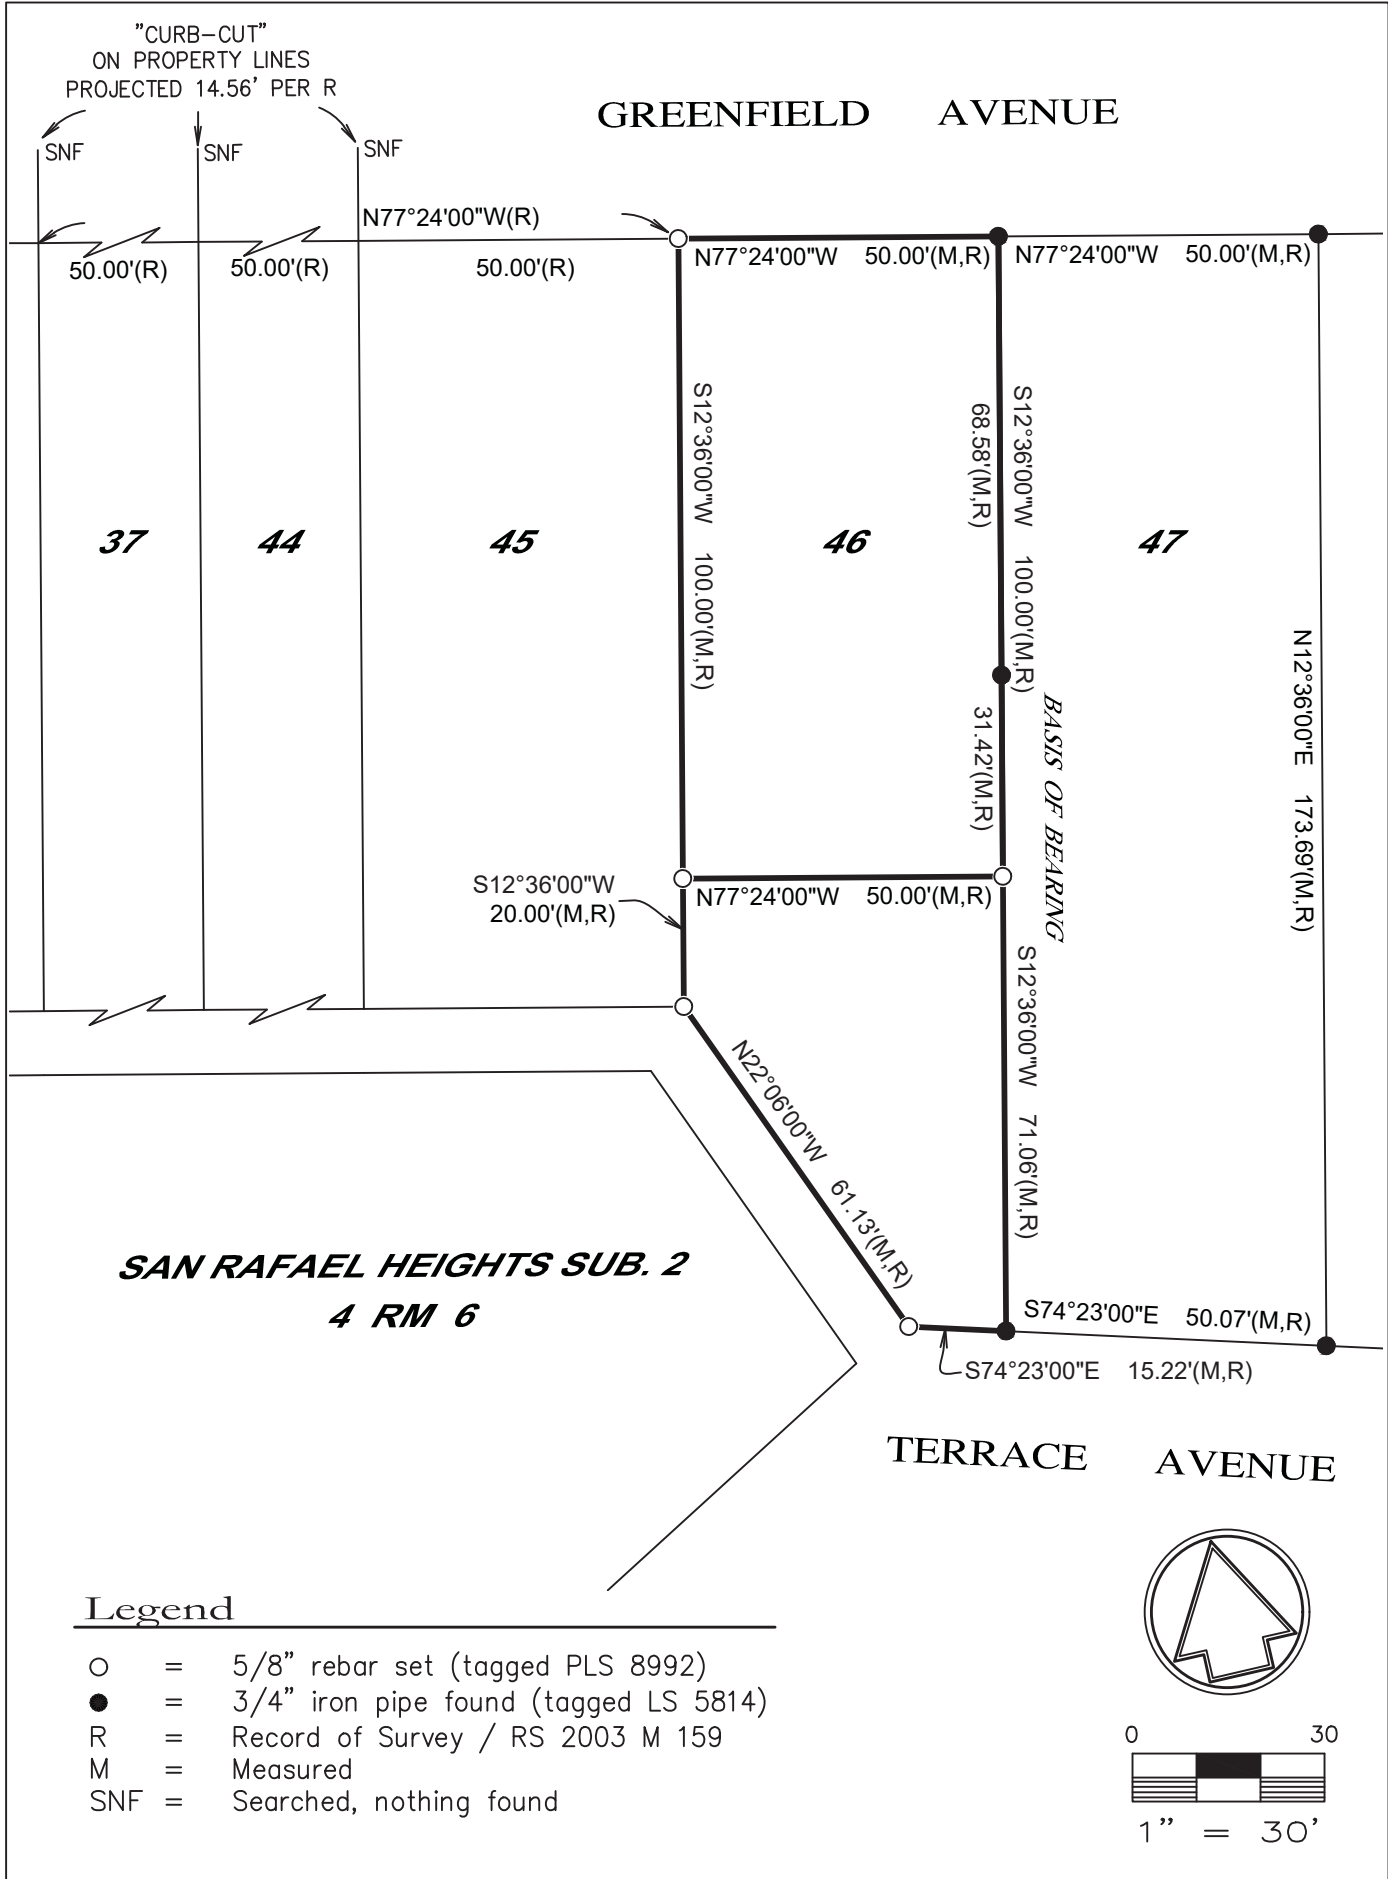 "CURB-CUT"
ON PROPERTY LINES
PROJECTED 14.56' PER R
GREENFIELD AVENUE
SNF
SNF
SNF
N77°24'00"W(R)
50.00'(R)
50.00'(R)
50.00'(R)
N77°24'00"W 50.00'(M,R)
N77°24'00"W 50.00'(M,R)
S12°36'00"W 100.00'(M,R)
68.58'(M,R)
S12°36'00"W 100.00'(M,R)
37
44
45
46
47
N12°36'00"E 173.69'(M,R)
31.42'(M,R)
BASIS OF BEARING
S12°36'00"W
20.00'(M,R)
N77°24'00"W 50.00'(M,R)
S12°36'00"W 71.06'(M,R)
N22°06'00"W 61.13'(M,R)
SAN RAFAEL HEIGHTS SUB. 2
4 RM 6
S74°23'00"E 50.07'(M,R)
S74°23'00"E 15.22'(M,R)
TERRACE AVENUE
Legend
= 5/8" rebar set (tagged PLS 8992)
= 3/4" iron pipe found (tagged LS 5814)
R = Record of Survey / RS 2003 M 159
M = Measured
SNF = Searched, nothing found
0 30
1" = 30'